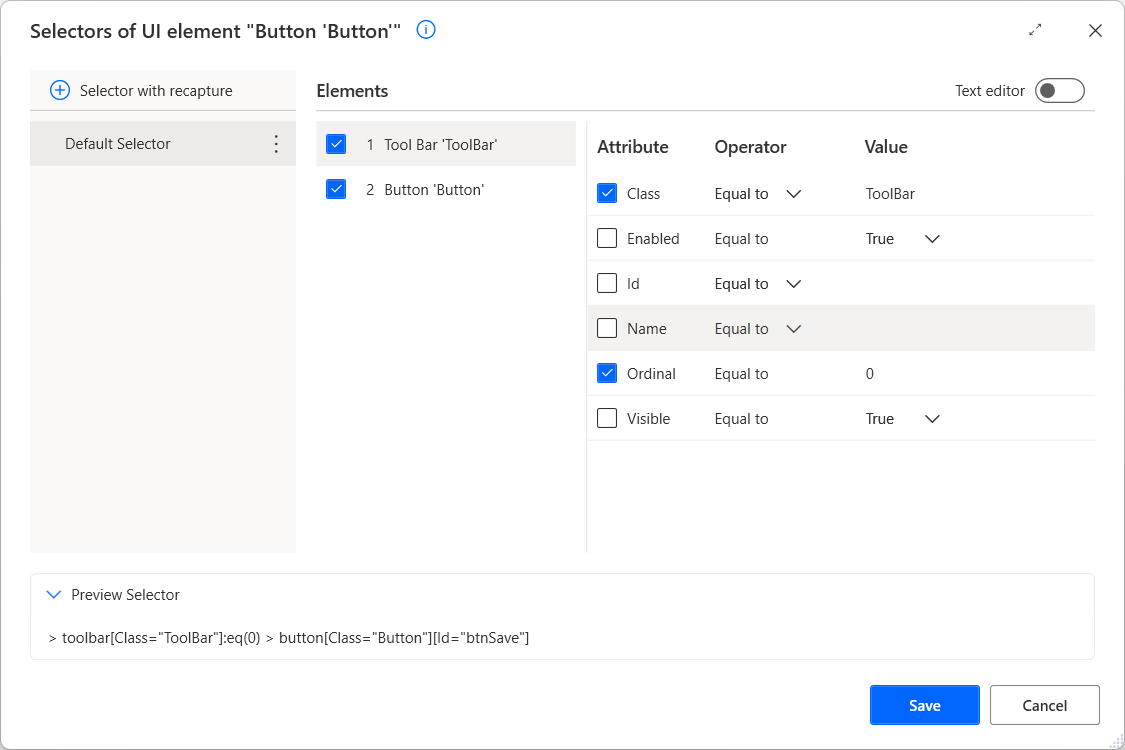 Selectors of UI element "Button 'Button'"
Selector with recapture
Default Selector
Elements
Text editor
1 Tool Bar 'ToolBar'
2 Button 'Button'
Attribute Operator Value
Class Equal to ToolBar
Enabled Equal to True
Id Equal to
Name Equal to
Ordinal Equal to 0
Visible Equal to True
Preview Selector
> toolbar[Class="ToolBar"]:eq(0) > button[Class="Button"][Id="btnSave"]
Save Cancel